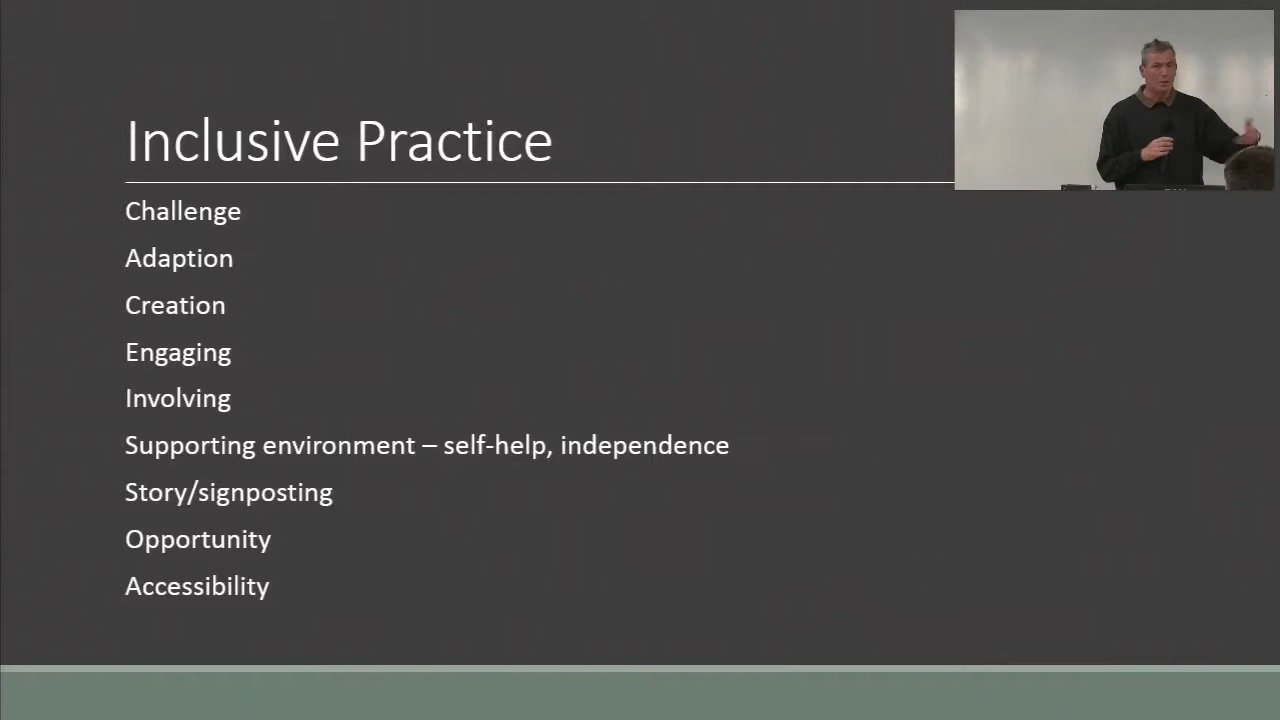 Inclusive Practice
Challenge
Adaption
Creation
Engaging
Involving
Supporting environment – self-help, independence
Story/signposting
Opportunity
Accessibility